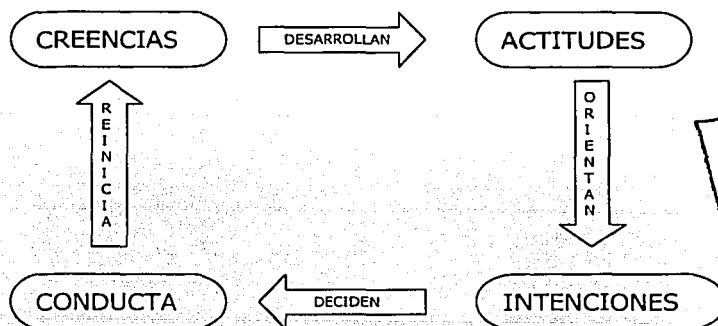 CREENCIAS
DESARROLLAN
ACTITUDES
ORIENTAN
INTENCIONES
DECIDEN
CONDUCTA
REINICIA